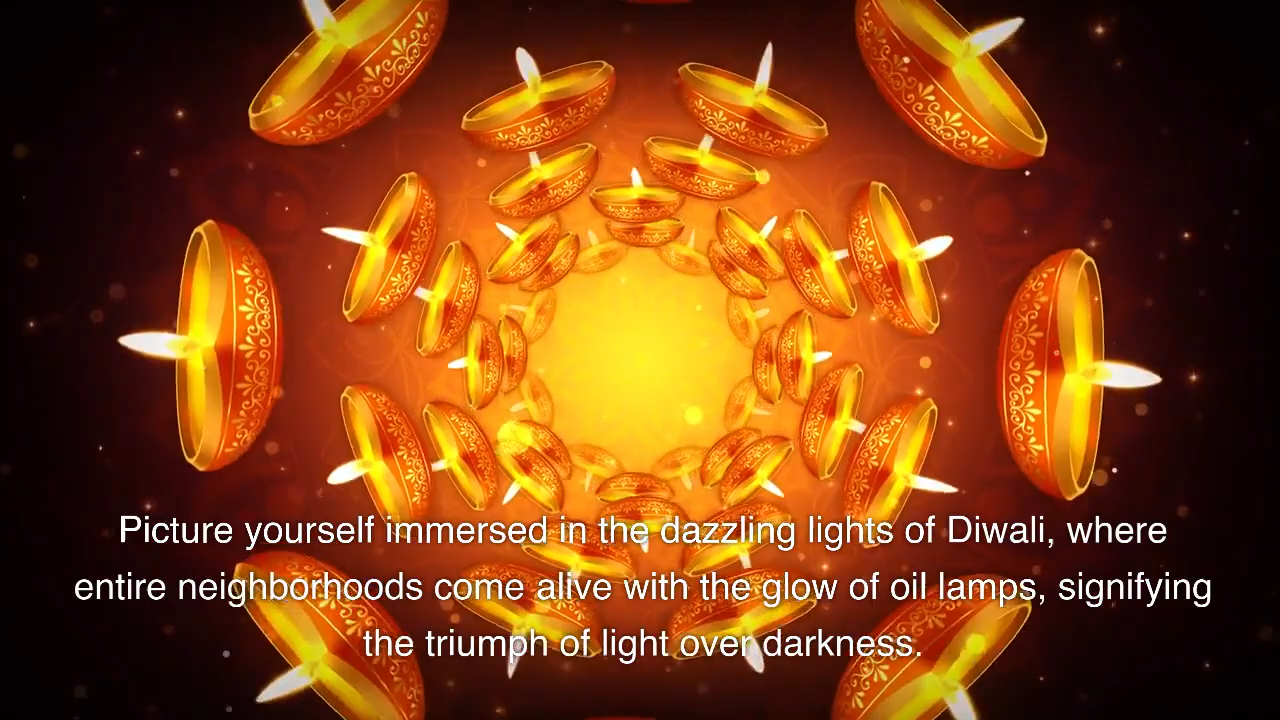 Picture yourself immersed in the dazzling lights of Diwali, where
entire neighborhoods come alive with the glow of oil lamps, signifying
the triumph of light over darkness.